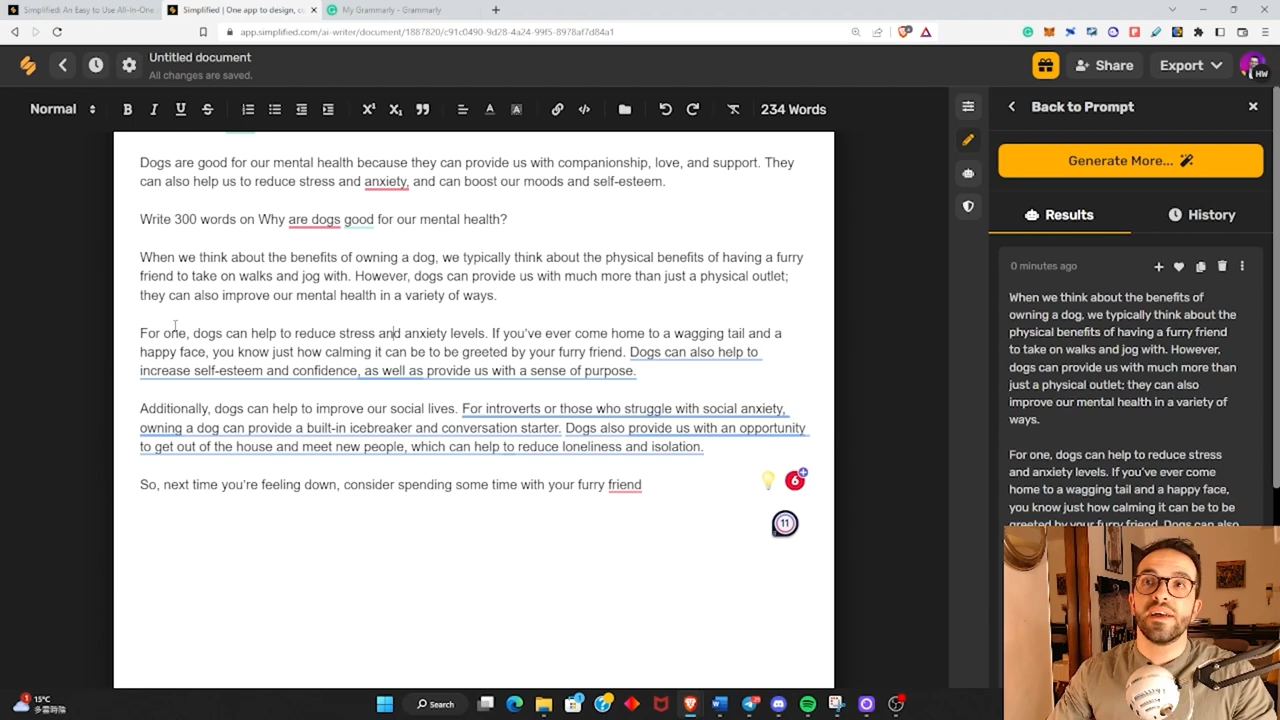 Simplified: An Easy to Use All-In-One
Simplified | One app to design, c
My Grammarly - Grammarly
app.simplified.com/ai-writer/document/1887820/c91c0490-9d28-4a24-99f5-8978af7d84a1
Untitled document
All changes are saved.
Share
Export
HW
Normal
234 Words
Back to Prompt
Generate More...
Results
History
0 minutes ago
Dogs are good for our mental health because they can provide us with companionship, love, and support. They
can also help us to reduce stress and anxiety, and can boost our moods and self-esteem.
Write 300 words on Why are dogs good for our mental health?
When we think about the benefits of owning a dog, we typically think about the physical benefits of having a furry
friend to take on walks and jog with. However, dogs can provide us with much more than just a physical outlet;
they can also improve our mental health in a variety of ways.
For one, dogs can help to reduce stress and anxiety levels. If you've ever come home to a wagging tail and a
happy face, you know just how calming it can be to be greeted by your furry friend. Dogs can also help to
increase self-esteem and confidence, as well as provide us with a sense of purpose.
Additionally, dogs can help to improve our social lives. For introverts or those who struggle with social anxiety,
owning a dog can provide a built-in icebreaker and conversation starter. Dogs also provide us with an opportunity
to get out of the house and meet new people, which can help to reduce loneliness and isolation.
So, next time you're feeling down, consider spending some time with your furry friend
6
11
When we think about the benefits of
owning a dog, we typically think about the
physical benefits of having a furry friend
to take on walks and jog with. However,
dogs can provide us with much more than
just a physical outlet; they can also
improve our mental health in a variety of
ways.
For one, dogs can help to reduce stress
and anxiety levels. If you've ever come
home to a wagging tail and a happy face,
you know just how calming it can be to be
greeted by your furry friend. Dogs can also
1
15°C
多雲時陰
Search